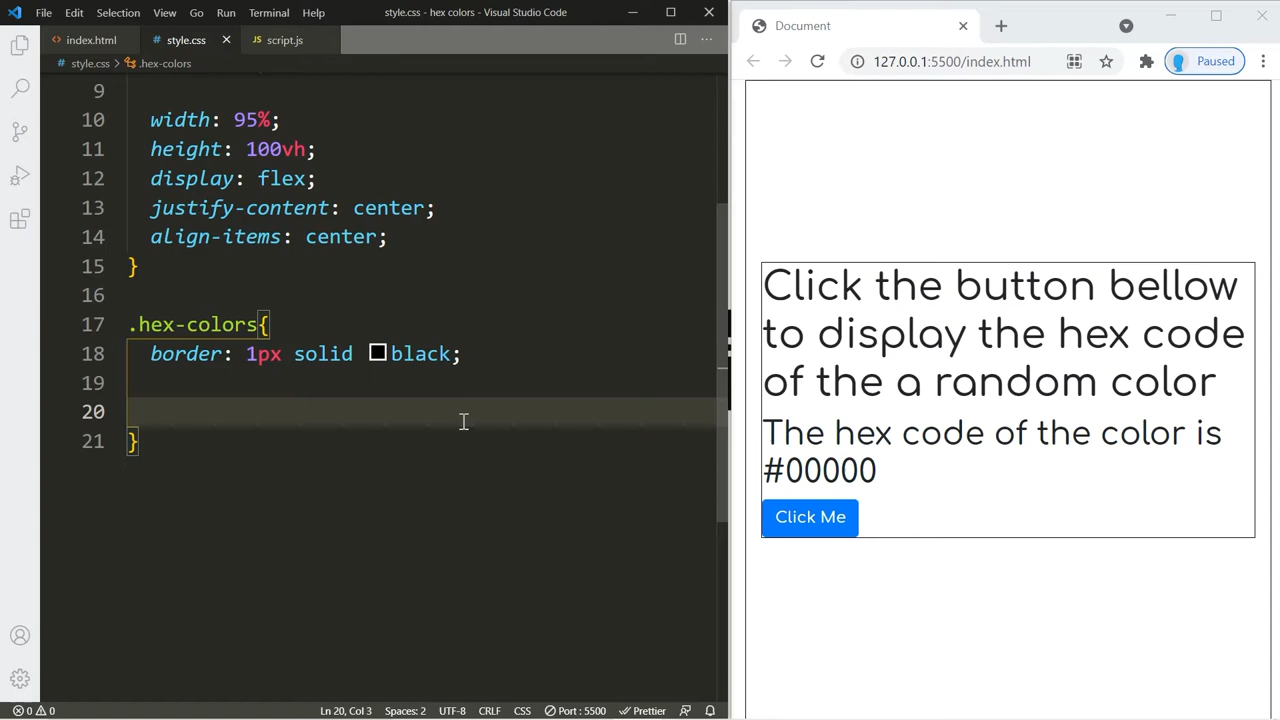 File Edit Selection View Go Run Terminal Help style.css - hex colors - Visual Studio Code
index.html style.css script.js
style.css .hex-colors
9
10 width: 95%;
11 height: 100vh;
12 display: flex;
13 justify-content: center;
14 align-items: center;
15 }
16
17 .hex-colors{
18 border: 1px solid black;
19
20
21 }
0 0 Ln 20, Col 3 Spaces: 2 UTF-8 CRLF CSS Port : 5500 Prettier
Document
127.0.0.1:5500/index.html Paused
Click the button bellow
to display the hex code
of the a random color
The hex code of the color is
#00000
Click Me